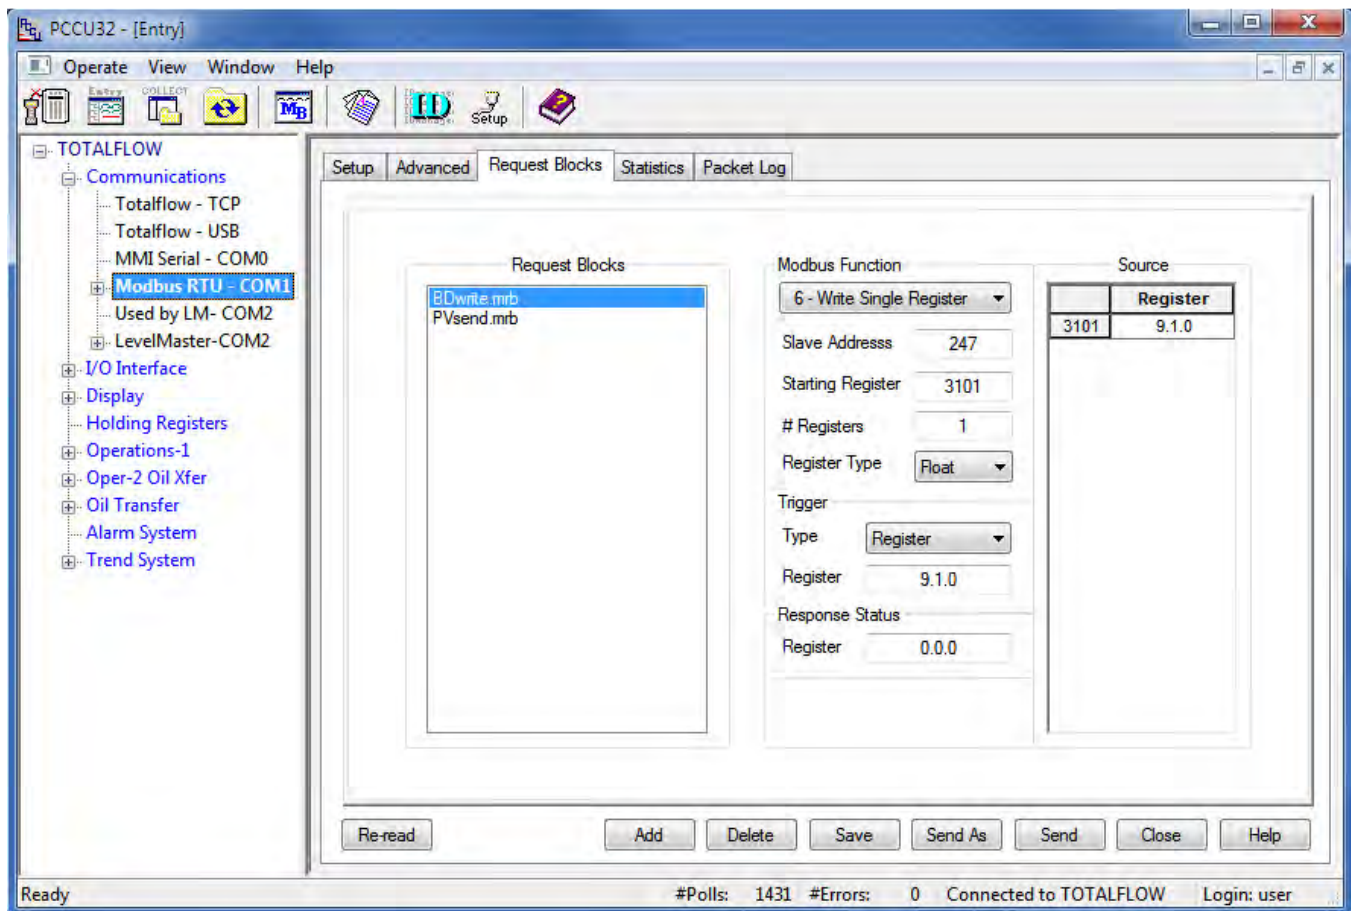 PCCU32 - [Entry]
Operate View Window Help
Entry
COLLECT
MB
ID
Setup
TOTALFLOW
Communications
Totalflow - TCP
Totalflow - USB
MMI Serial - COM0
Modbus RTU - COM1
Used by LM- COM2
LevelMaster-COM2
I/O Interface
Display
Holding Registers
Operations-1
Oper-2 Oil Xfer
Oil Transfer
Alarm System
Trend System
Setup Advanced Request Blocks Statistics Packet Log
Request Blocks
BDwrite.mrb
PVsend.mrb
Modbus Function
6 - Write Single Register
Slave Addresss 247
Starting Register 3101
# Registers 1
Register Type Float
Trigger
Type Register
Register 9.1.0
Response Status
Register 0.0.0
Source
Register
3101 9.1.0
Re-read Add Delete Save Send As Send Close Help
Ready #Polls: 1431 #Errors: 0 Connected to TOTALFLOW Login: user